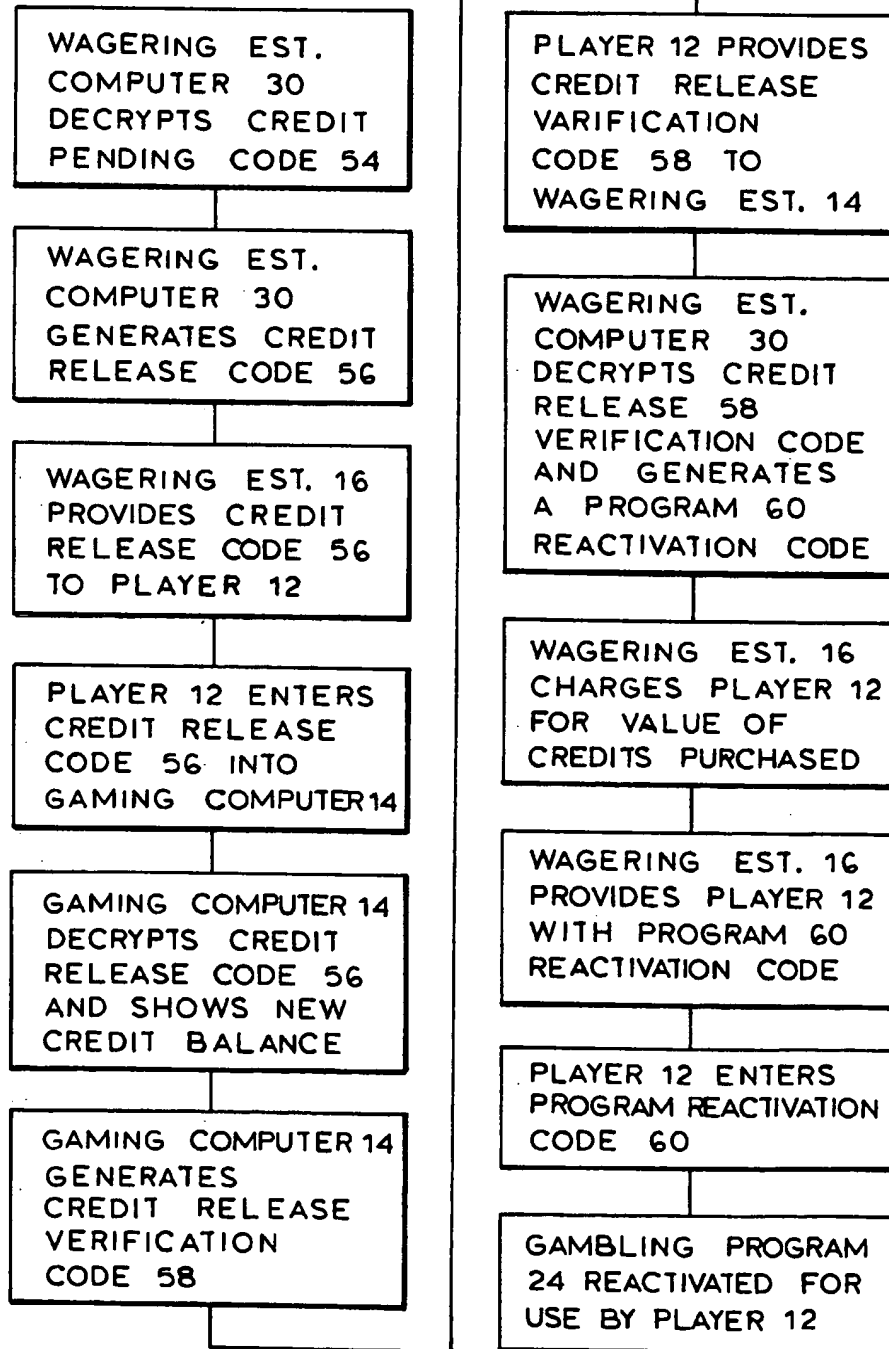 WAGERING EST.
COMPUTER 30
DECRYPTS CREDIT
PENDING CODE 54
WAGERING EST.
COMPUTER 30
GENERATES CREDIT
RELEASE CODE 56
WAGERING EST. 16
PROVIDES CREDIT
RELEASE CODE 56
TO PLAYER 12
PLAYER 12 ENTERS
CREDIT RELEASE
CODE 56 INTO
GAMING COMPUTER 14
GAMING COMPUTER 14
DECRYPTS CREDIT
RELEASE CODE 56
AND SHOWS NEW
CREDIT BALANCE
GAMING COMPUTER 14
GENERATES
CREDIT RELEASE
VERIFICATION
CODE 58
PLAYER 12 PROVIDES
CREDIT RELEASE
VARIFICATION
CODE 58 TO
WAGERING EST. 14
WAGERING EST.
COMPUTER 30
DECRYPTS CREDIT
RELEASE 58
VERIFICATION CODE
AND GENERATES
A PROGRAM 60
REACTIVATION CODE
WAGERING EST. 16
CHARGES PLAYER 12
FOR VALUE OF
CREDITS PURCHASED
WAGERING EST. 16
PROVIDES PLAYER 12
WITH PROGRAM 60
REACTIVATION CODE
PLAYER 12 ENTERS
PROGRAM REACTIVATION
CODE 60
GAMBLING PROGRAM
24 REACTIVATED FOR
USE BY PLAYER 12